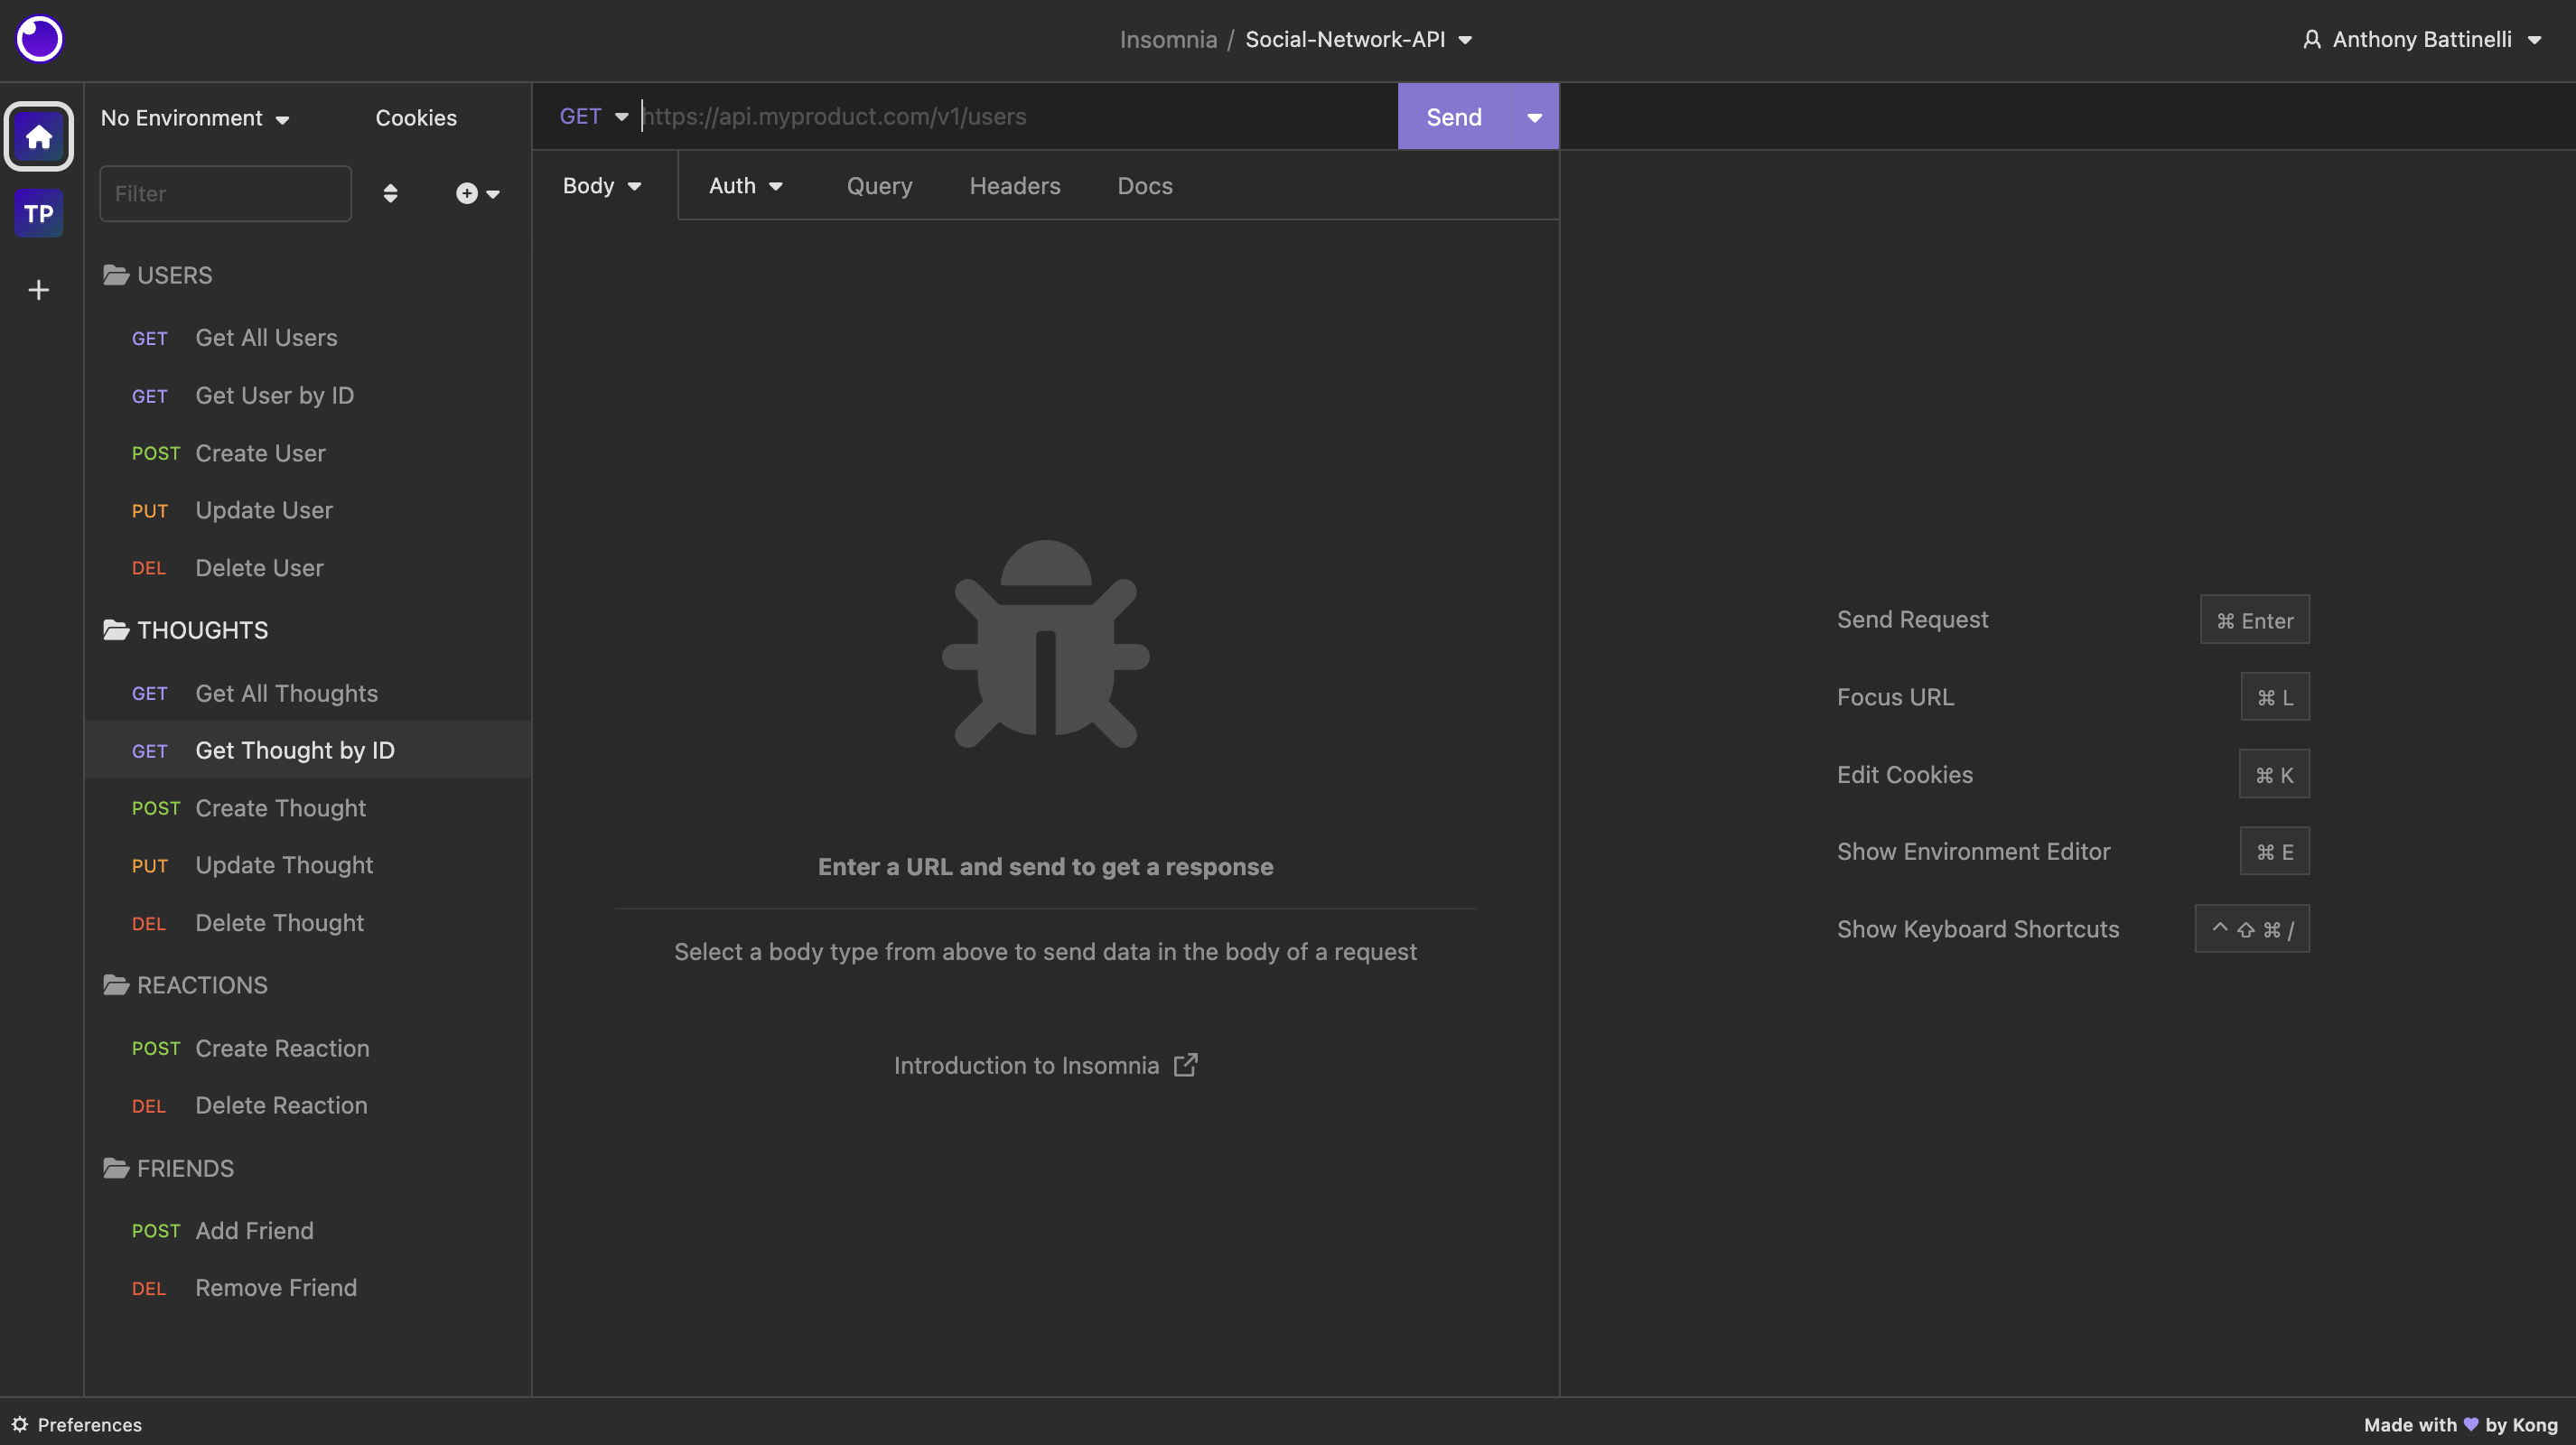 Insomnia / Social-Network-API
Anthony Battinelli
No Environment
Cookies
GET https://api.myproduct.com/v1/users
Send
TP
Filter
Body
Auth
Query
Headers
Docs
USERS
GET Get All Users
GET Get User by ID
POST Create User
PUT Update User
DEL Delete User
THOUGHTS
GET Get All Thoughts
GET Get Thought by ID
POST Create Thought
PUT Update Thought
DEL Delete Thought
REACTIONS
POST Create Reaction
DEL Delete Reaction
FRIENDS
POST Add Friend
DEL Remove Friend
Enter a URL and send to get a response
Select a body type from above to send data in the body of a request
Introduction to Insomnia
Send Request ⌘ Enter
Focus URL ⌘ L
Edit Cookies ⌘ K
Show Environment Editor ⌘ E
Show Keyboard Shortcuts ^ ⇧ ⌘ /
Preferences
Made with 💜 by Kong